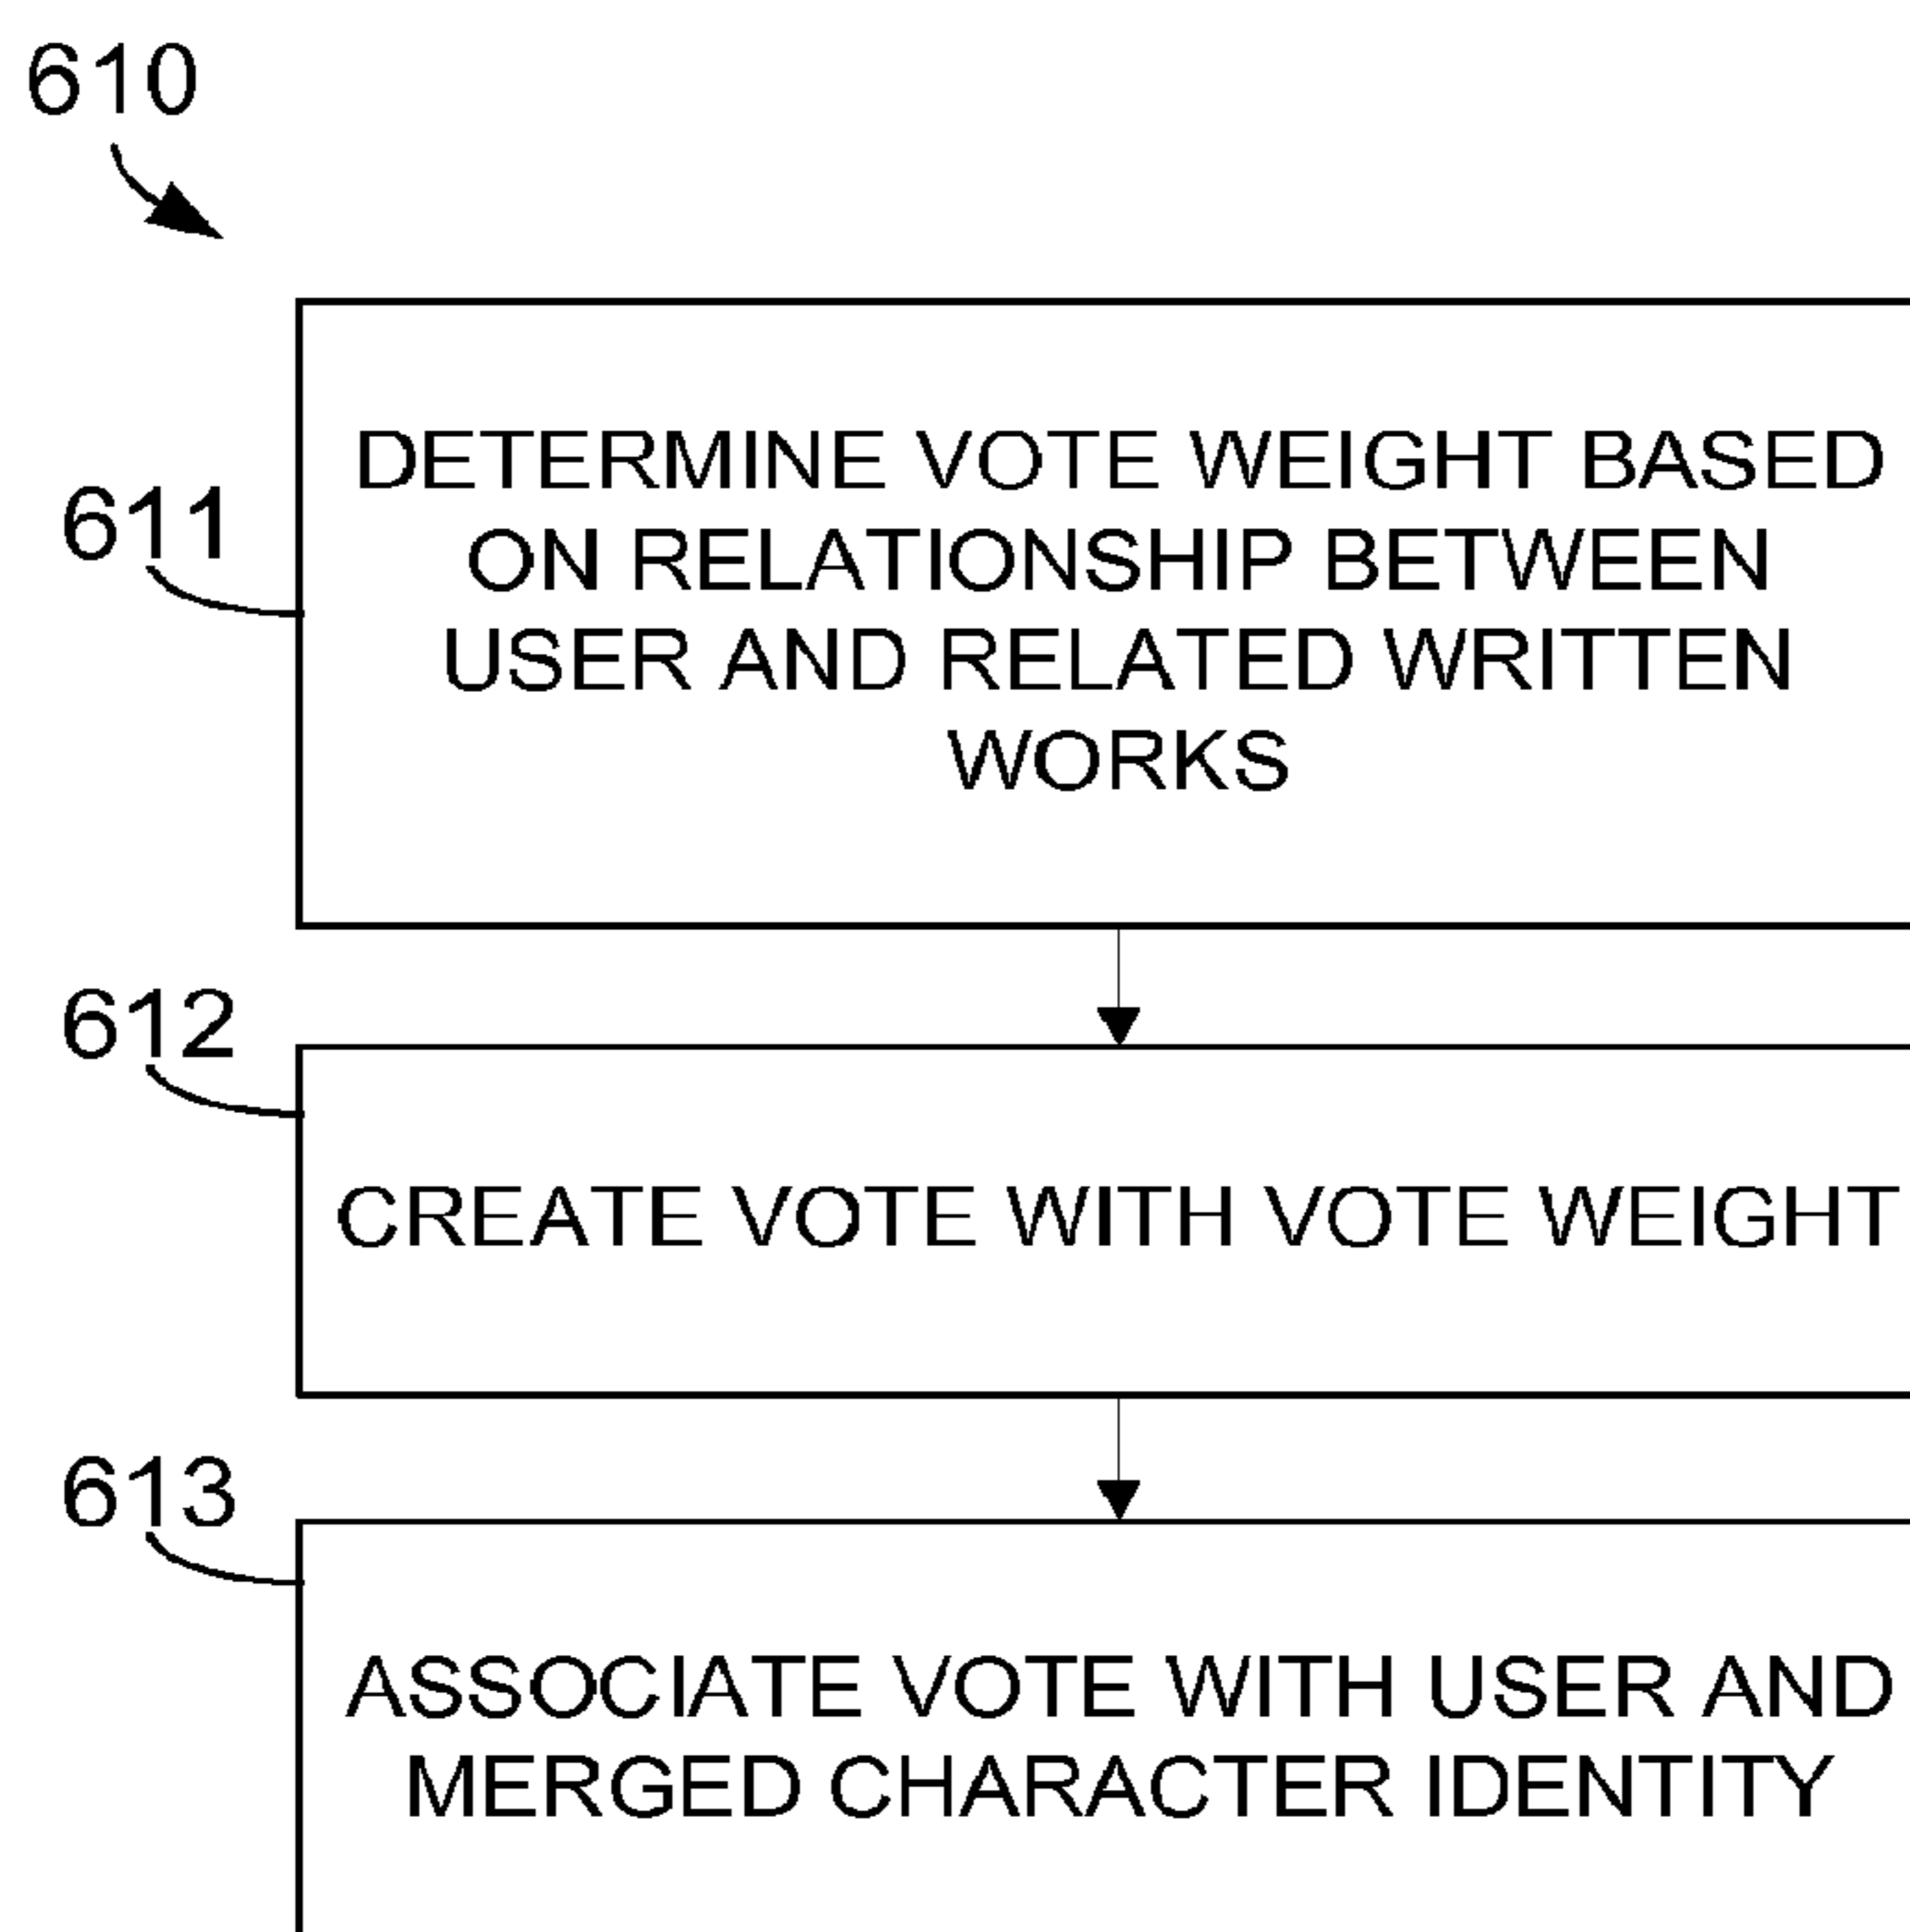 610
611
DETERMINE VOTE WEIGHT BASED
ON RELATIONSHIP BETWEEN
USER AND RELATED WRITTEN
WORKS
612
CREATE VOTE WITH VOTE WEIGHT
613
ASSOCIATE VOTE WITH USER AND
MERGED CHARACTER IDENTITY